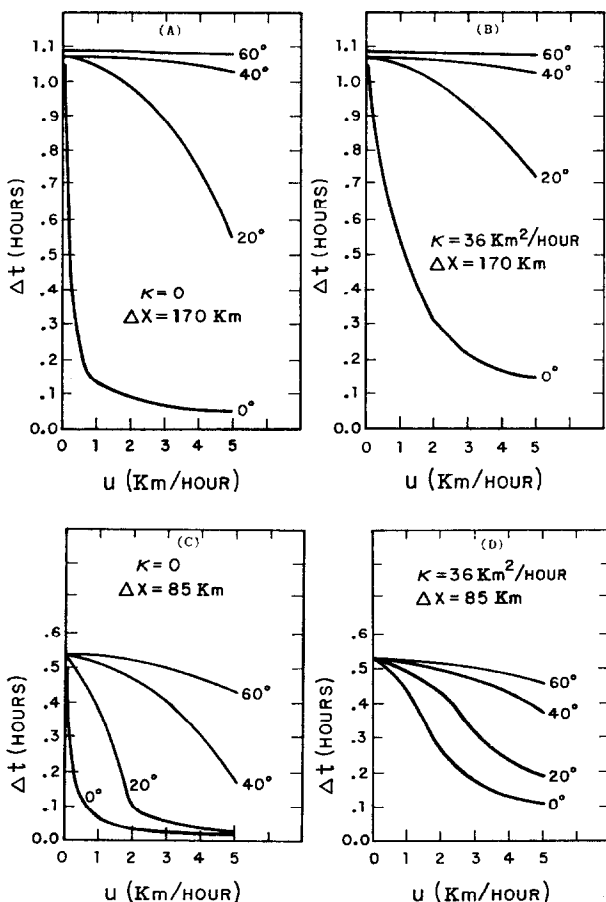 (A)
1.1
1.0
.9
.8
.7
.6
.5
.4
.3
.2
.1
0.0
Δt (HOURS)
60°
40°
20°
0°
κ=0
ΔX=170 Km
0 1 2 3 4 5
u (Km/HOUR)
(B)
1.1
1.0
.9
.8
.7
.6
.5
.4
.3
.2
.1
0.0
Δt (HOURS)
60°
40°
20°
0°
κ=36 Km²/HOUR
ΔX=170 Km
0 1 2 3 4 5
u (Km/HOUR)
(C)
κ=0
ΔX=85 Km
.6
.5
.4
.3
.2
.1
0.0
Δt (HOURS)
60°
40°
20°
0°
0 1 2 3 4 5
u (Km/HOUR)
(D)
κ=36 Km²/HOUR
ΔX=85 Km
.6
.5
.4
.3
.2
.1
0.0
Δt (HOURS)
60°
40°
20°
0°
0 1 2 3 4 5
u (Km/HOUR)